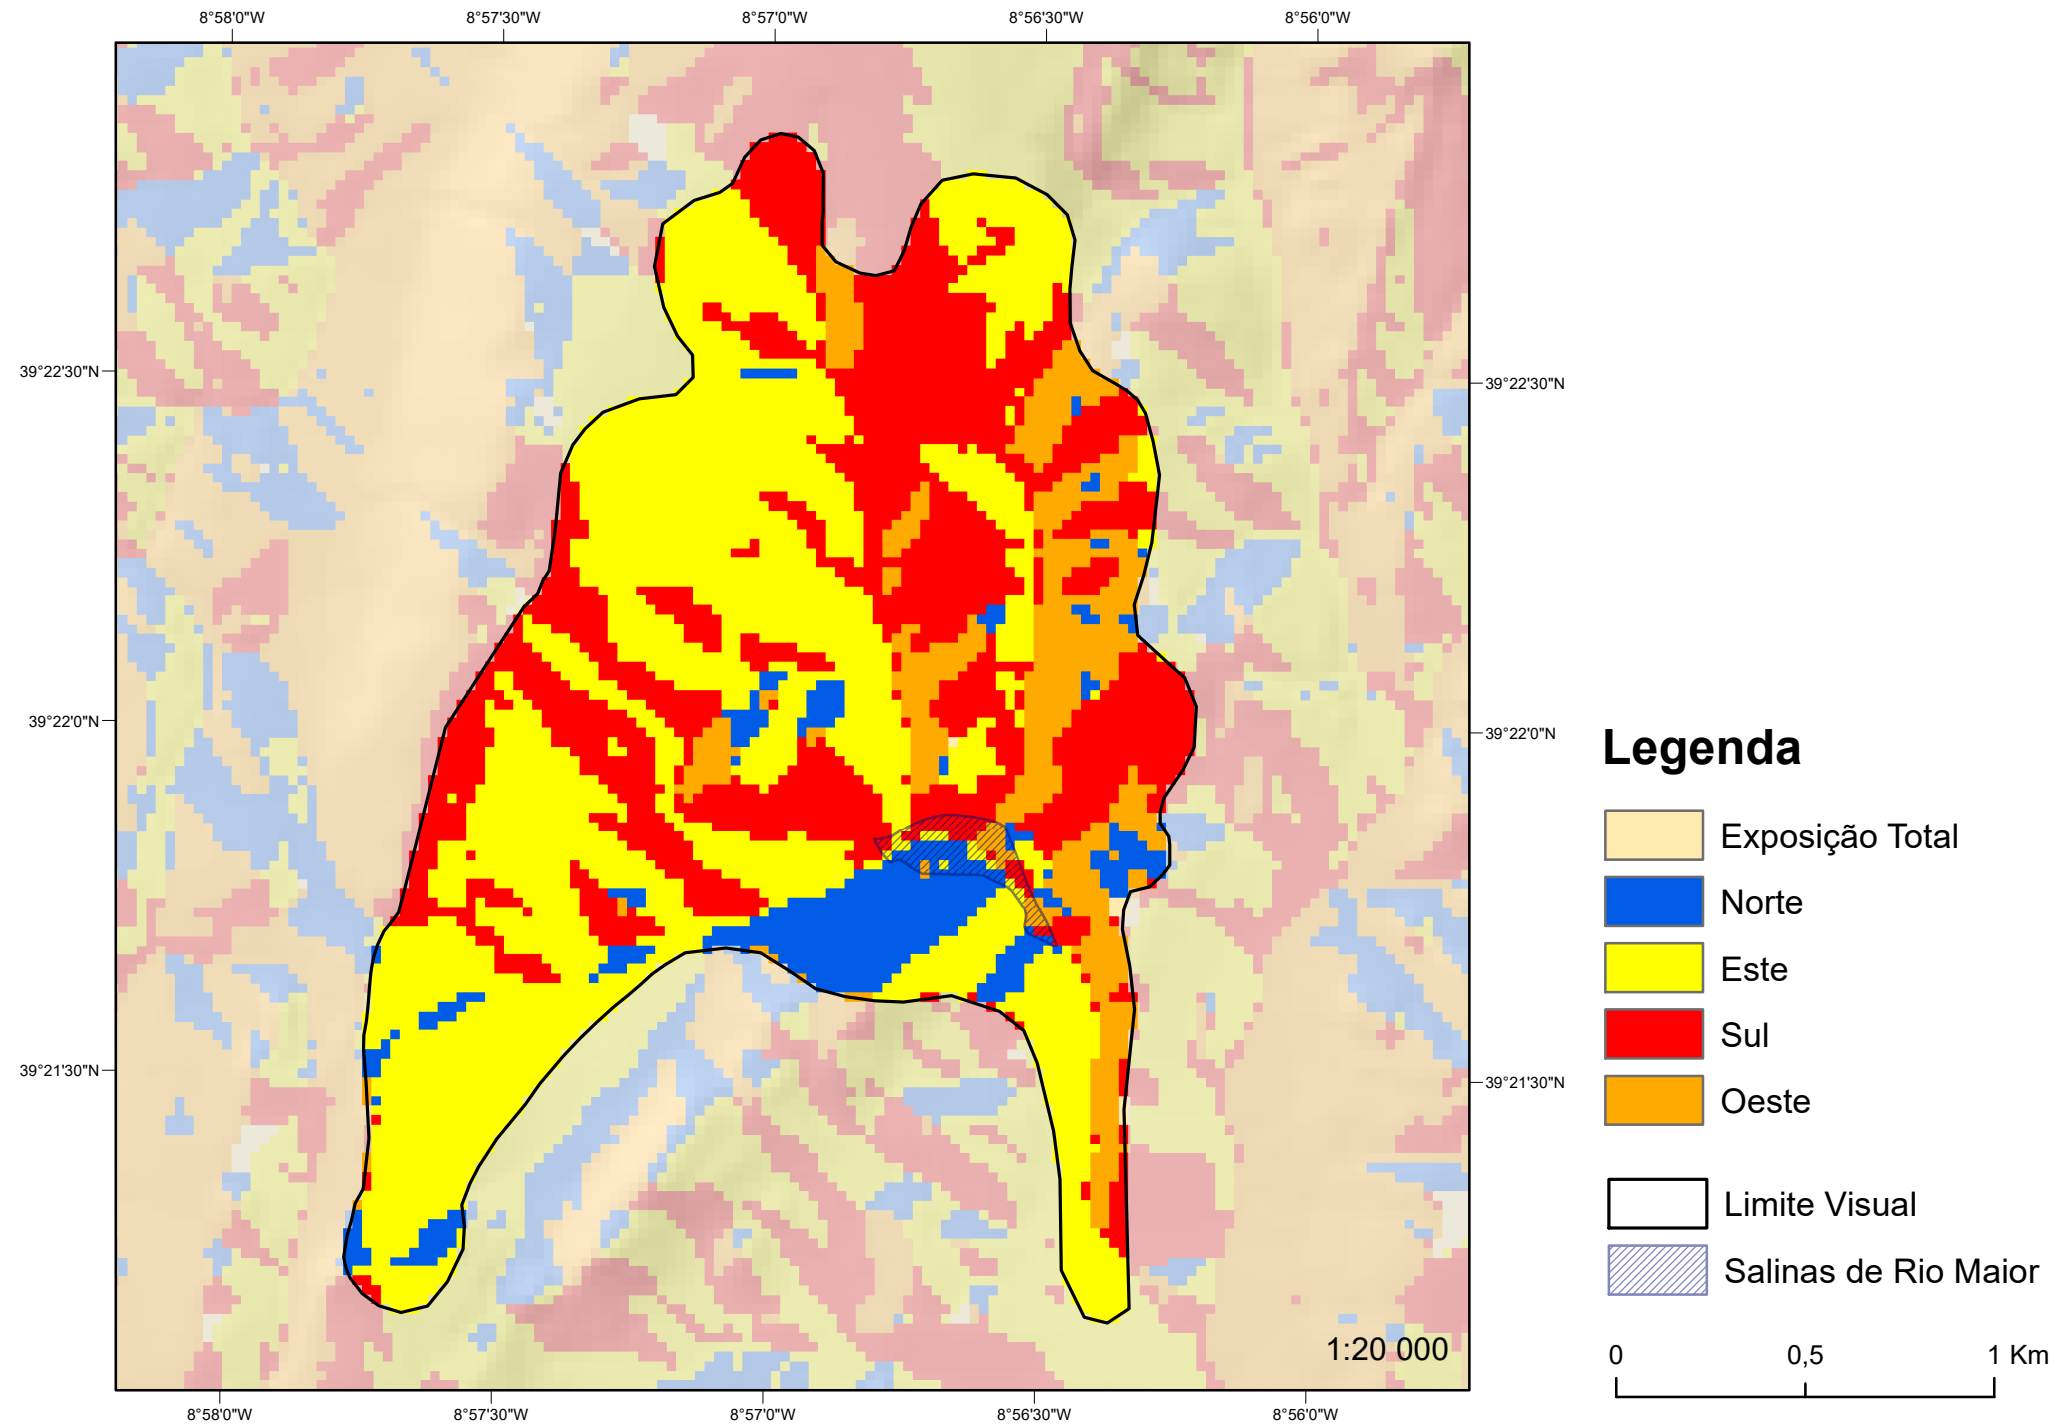 8°58'0"W 8°57'30"W 8°57'0"W 8°56'30"W 8°56'0"W
39°22'30"N 39°22'30"N
39°22'0"N 39°22'0"N
39°21'30"N 39°21'30"N
8°58'0"W 8°57'30"W 8°57'0"W 8°56'30"W 8°56'0"W
1:20 000
Legenda
Exposição Total
Norte
Este
Sul
Oeste
Limite Visual
Salinas de Rio Maior
0 0,5 1 Km